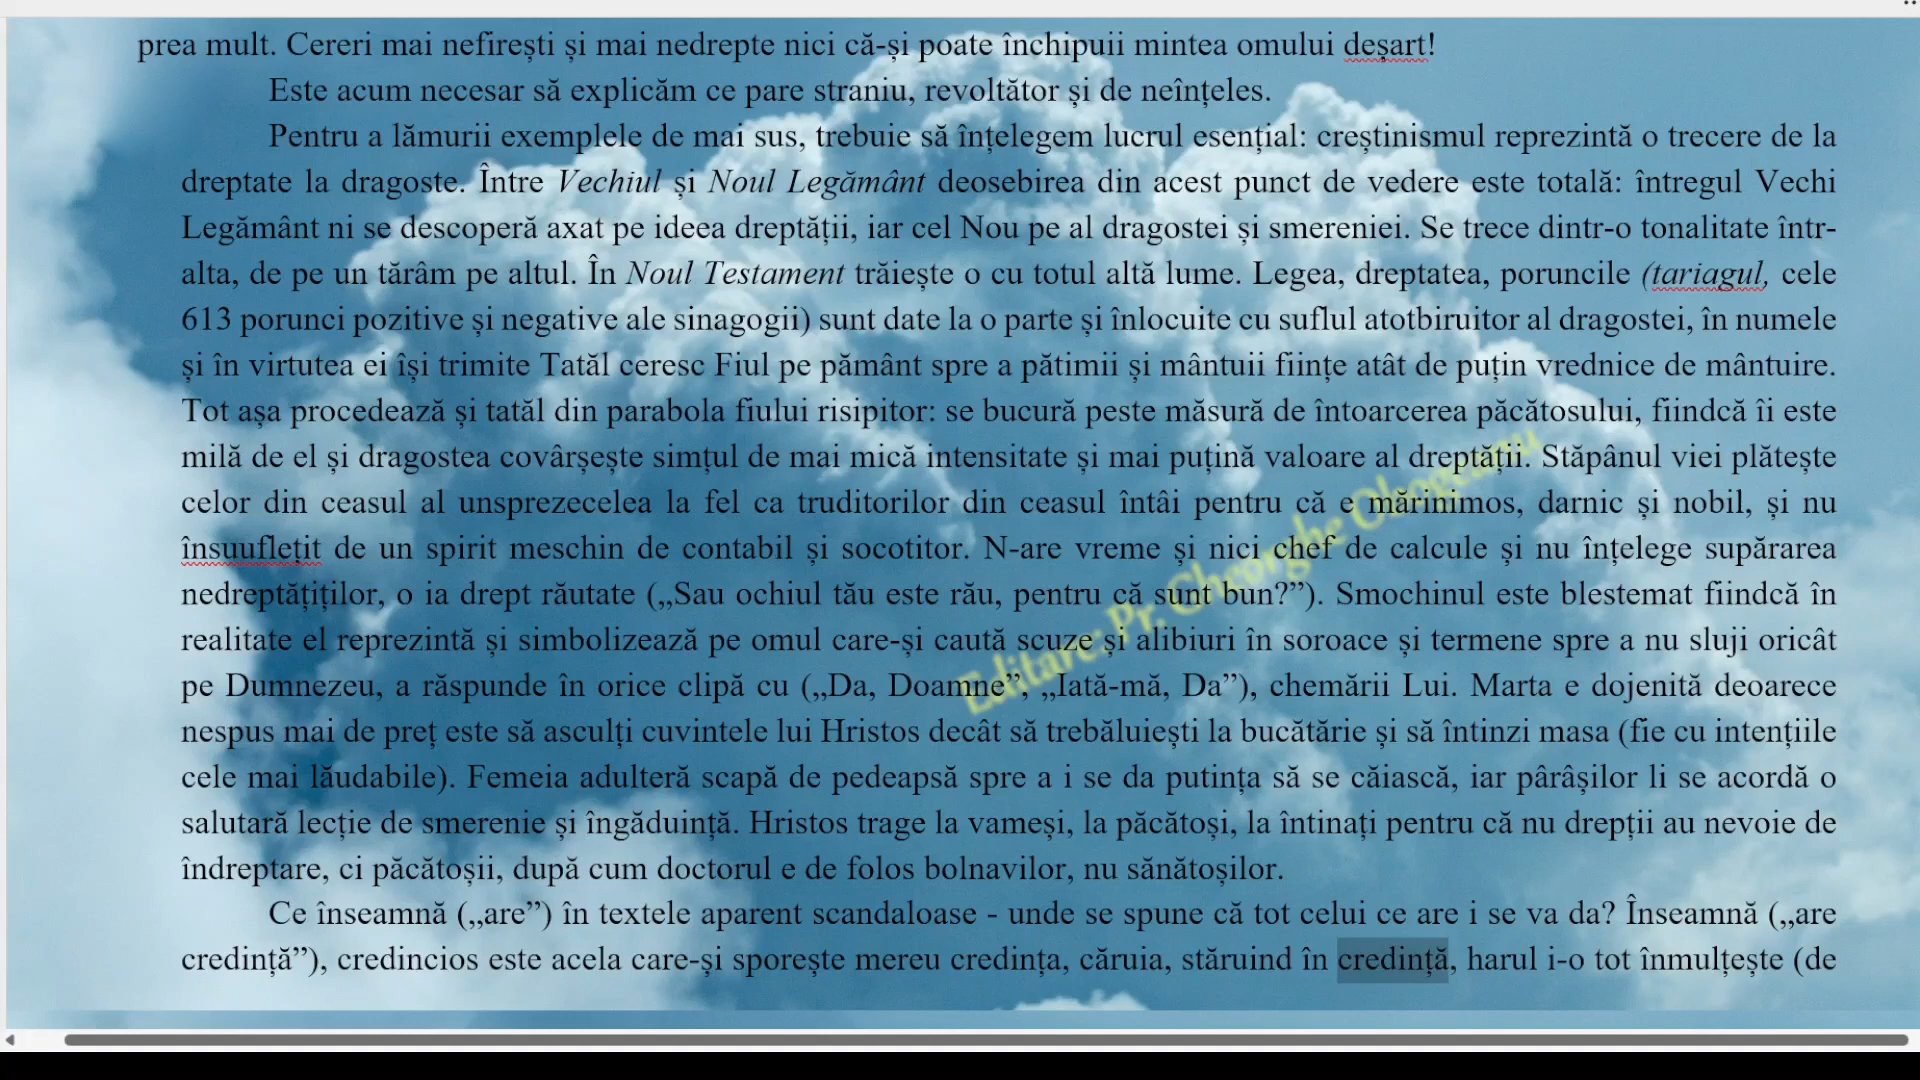 prea mult. Cereri mai nefirești și mai nedrepte nici că-și poate închipuii mintea omului deșart!
Este acum necesar să explicăm ce pare straniu, revoltător și de neînțeles.
Pentru a lămurii exemplele de mai sus, trebuie să înțelegem lucrul esențial: creștinismul reprezintă o trecere de la
dreptate la dragoste. Între Vechiul și Noul Legământ deosebirea din acest punct de vedere este totală: întregul Vechi
Legământ ni se descoperă axat pe ideea dreptății, iar cel Nou pe al dragostei și smereniei. Se trece dintr-o tonalitate într-
alta, de pe un tărâm pe altul. În Noul Testament trăiește o cu totul altă lume. Legea, dreptatea, poruncile (tariagul, cele
613 porunci pozitive și negative ale sinagogii) sunt date la o parte și înlocuite cu suflul atotbiruitor al dragostei, în numele
și în virtutea ei își trimite Tatăl ceresc Fiul pe pământ spre a pătimii și mântuii ființe atât de puțin vrednice de mântuire.
Tot așa procedează și tatăl din parabola fiului risipitor: se bucură peste măsură de întoarcerea păcătosului, fiindcă îi este
milă de el și dragostea covârșește simțul de mai mică intensitate și mai puțină valoare al dreptății. Stăpânul viei plătește
celor din ceasul al unsprezecelea la fel ca truditorilor din ceasul întâi pentru că e mărinimos, darnic și nobil, și nu
însuuflețit de un spirit meschin de contabil și socotitor. N-are vreme și nici chef de calcule și nu înțelege supărarea
nedreptățiților, o ia drept răutate („Sau ochiul tău este rău, pentru că sunt bun?”). Smochinul este blestemat fiindcă în
realitate el reprezintă și simbolizează pe omul care-și caută scuze și alibiuri în soroace și termene spre a nu sluji oricât
pe Dumnezeu, a răspunde în orice clipă cu („Da, Doamne”, „Iată-mă, Da”), chemării Lui. Marta e dojenită deoarece
nespus mai de preț este să asculți cuvintele lui Hristos decât să trebăluiești la bucătărie și să întinzi masa (fie cu intențiile
cele mai lăudabile). Femeia adulteră scapă de pedeapsă spre a i se da putința să se căiască, iar pârâșilor li se acordă o
salutară lecție de smerenie și îngăduință. Hristos trage la vameși, la păcătoși, la întinați pentru că nu drepții au nevoie de
îndreptare, ci păcătoșii, după cum doctorul e de folos bolnavilor, nu sănătoșilor.
Ce înseamnă („are”) în textele aparent scandaloase - unde se spune că tot celui ce are i se va da? Înseamnă („are
credință”), credincios este acela care-și sporește mereu credința, căruia, stăruind în credință, harul i-o tot înmulțește (de
Editare: Pr. Gheorghe